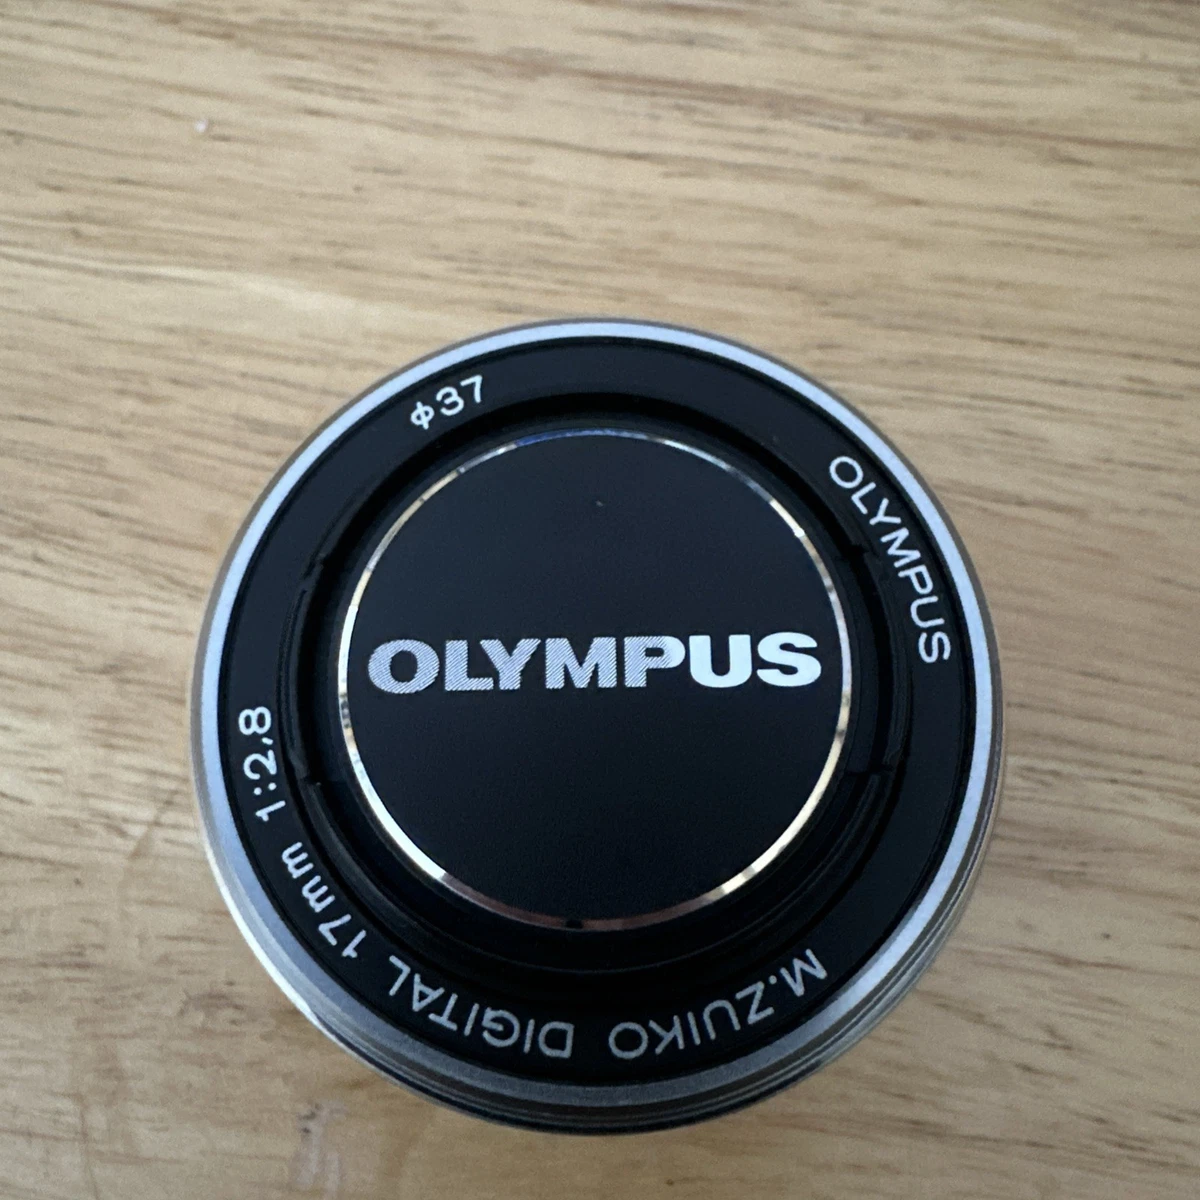 OLYMPUS
OLYMPUS M.ZUIKO DIGITAL 17mm 1:2,8 ϕ37